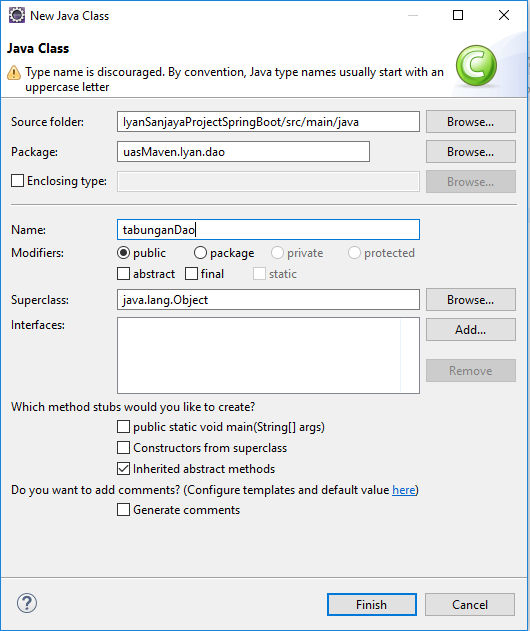 New Java Class
Java Class
Type name is discouraged. By convention, Java type names usually start with an
uppercase letter
C
Source folder: IyanSanjayaProjectSpringBoot/src/main/java Browse...
Package: uasMaven.Iyan.dao Browse...
Enclosing type: Browse...
Name: tabunganDao
Modifiers: public package private protected
abstract final static
Superclass: java.lang.Object Browse...
Interfaces: Add...
Remove
Which method stubs would you like to create?
public static void main(String[] args)
Constructors from superclass
Inherited abstract methods
Do you want to add comments? (Configure templates and default value here)
Generate comments
? Finish Cancel